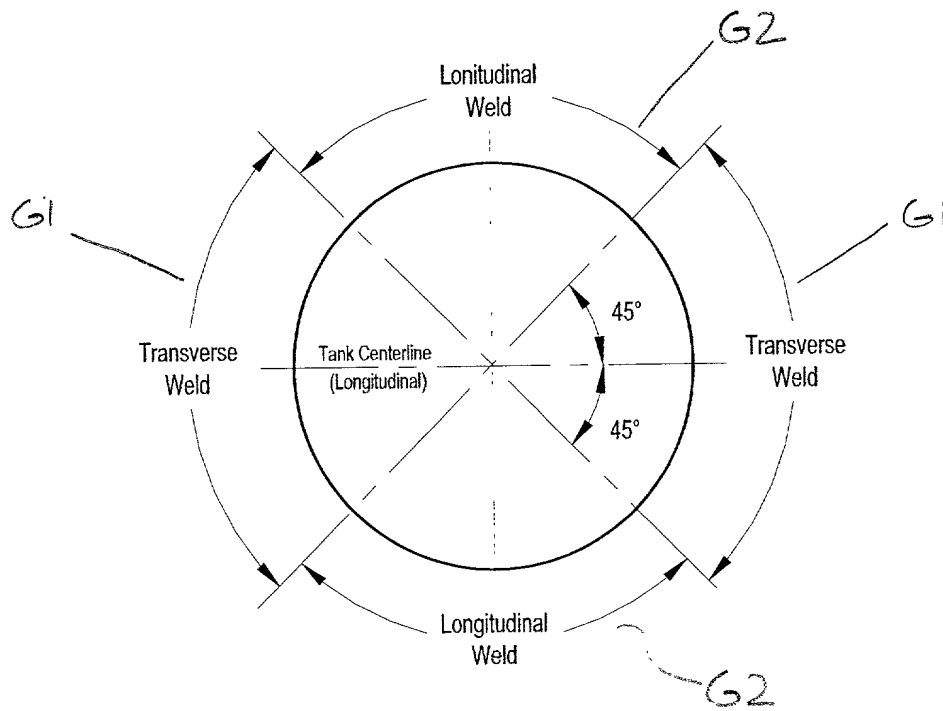 G2
Lonitudinal
Weld
G1
G1
45°
Transverse
Weld
Tank Centerline
(Longitudinal)
Transverse
Weld
45°
Longitudinal
Weld
G2